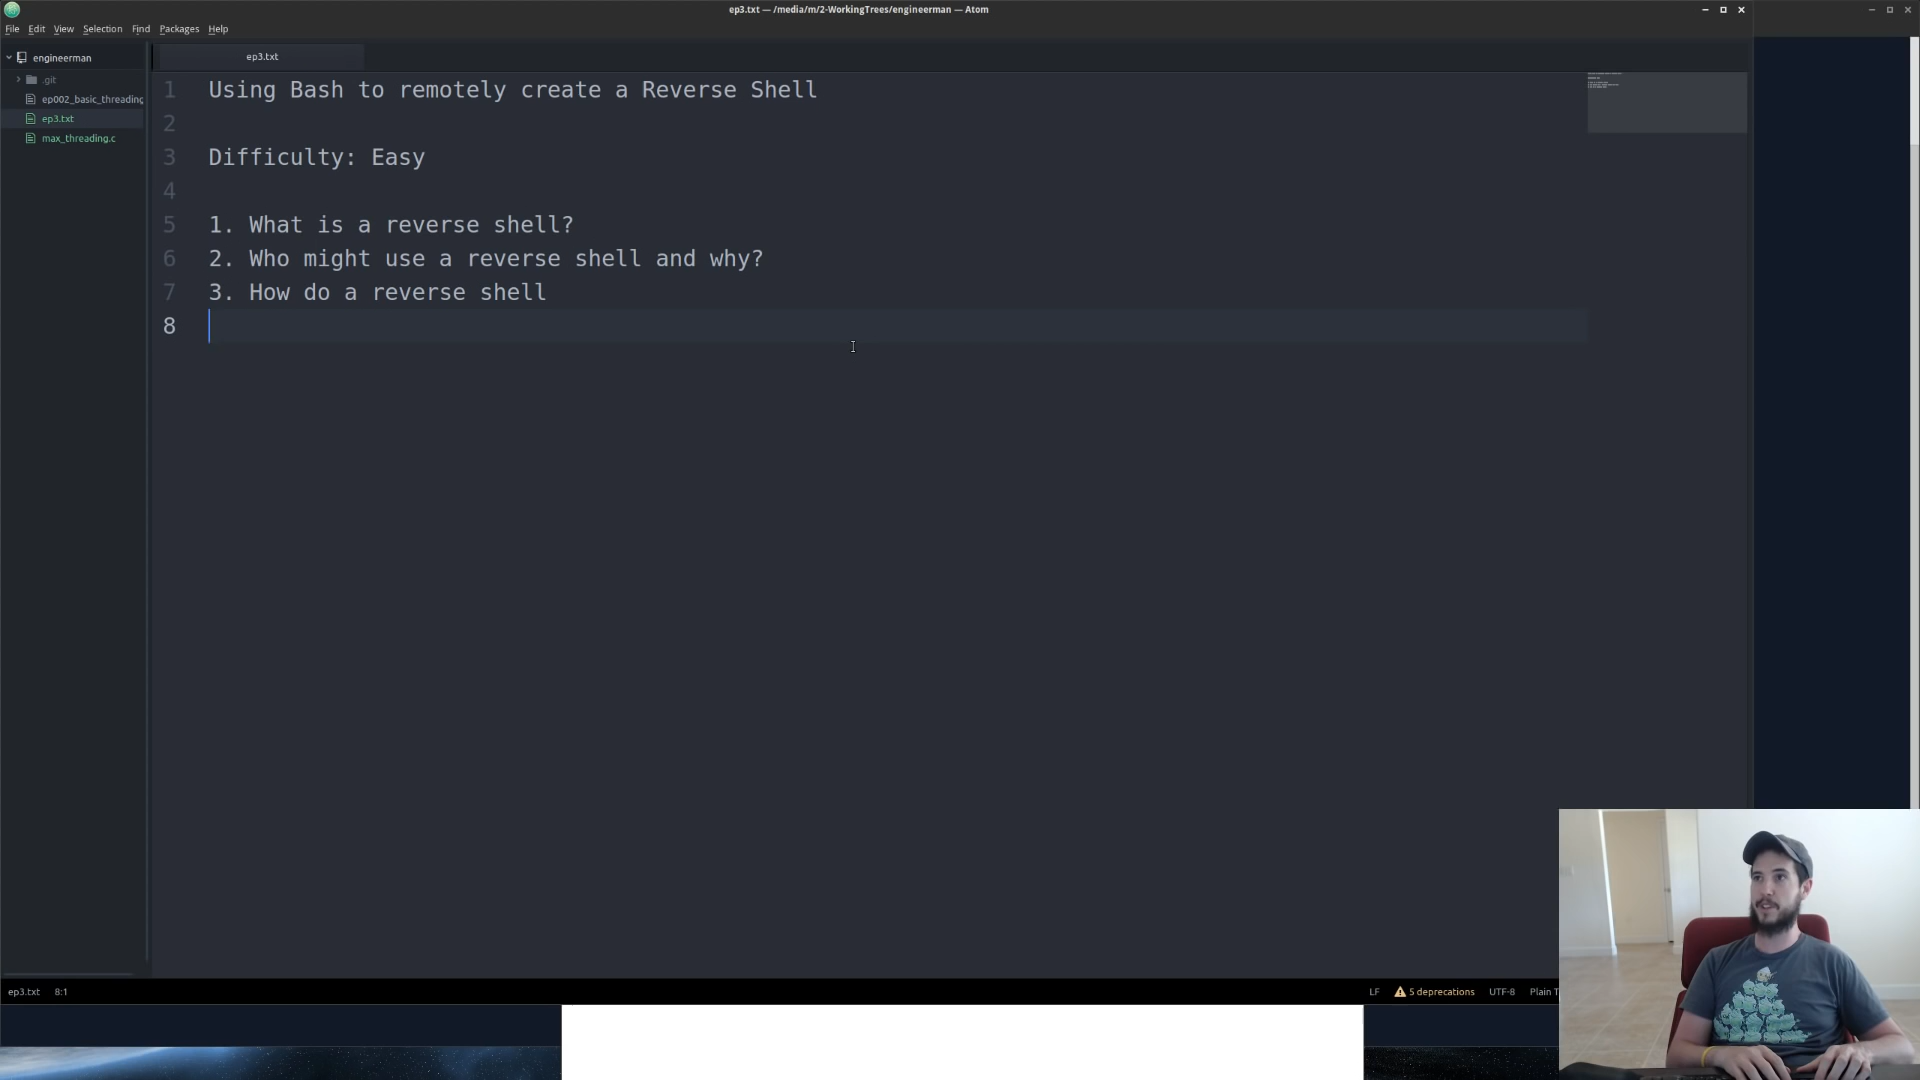 ep3.txt — /media/m/2-WorkingTrees/engineerman — Atom
File Edit View Selection Find Packages Help
engineerman
.git
ep002_basic_threading
ep3.txt
max_threading.c
ep3.txt
1 Using Bash to remotely create a Reverse Shell
2
3 Difficulty: Easy
4
5 1. What is a reverse shell?
6 2. Who might use a reverse shell and why?
7 3. How do a reverse shell
8
ep3.txt 8:1 LF 5 deprecations UTF-8 Plain T